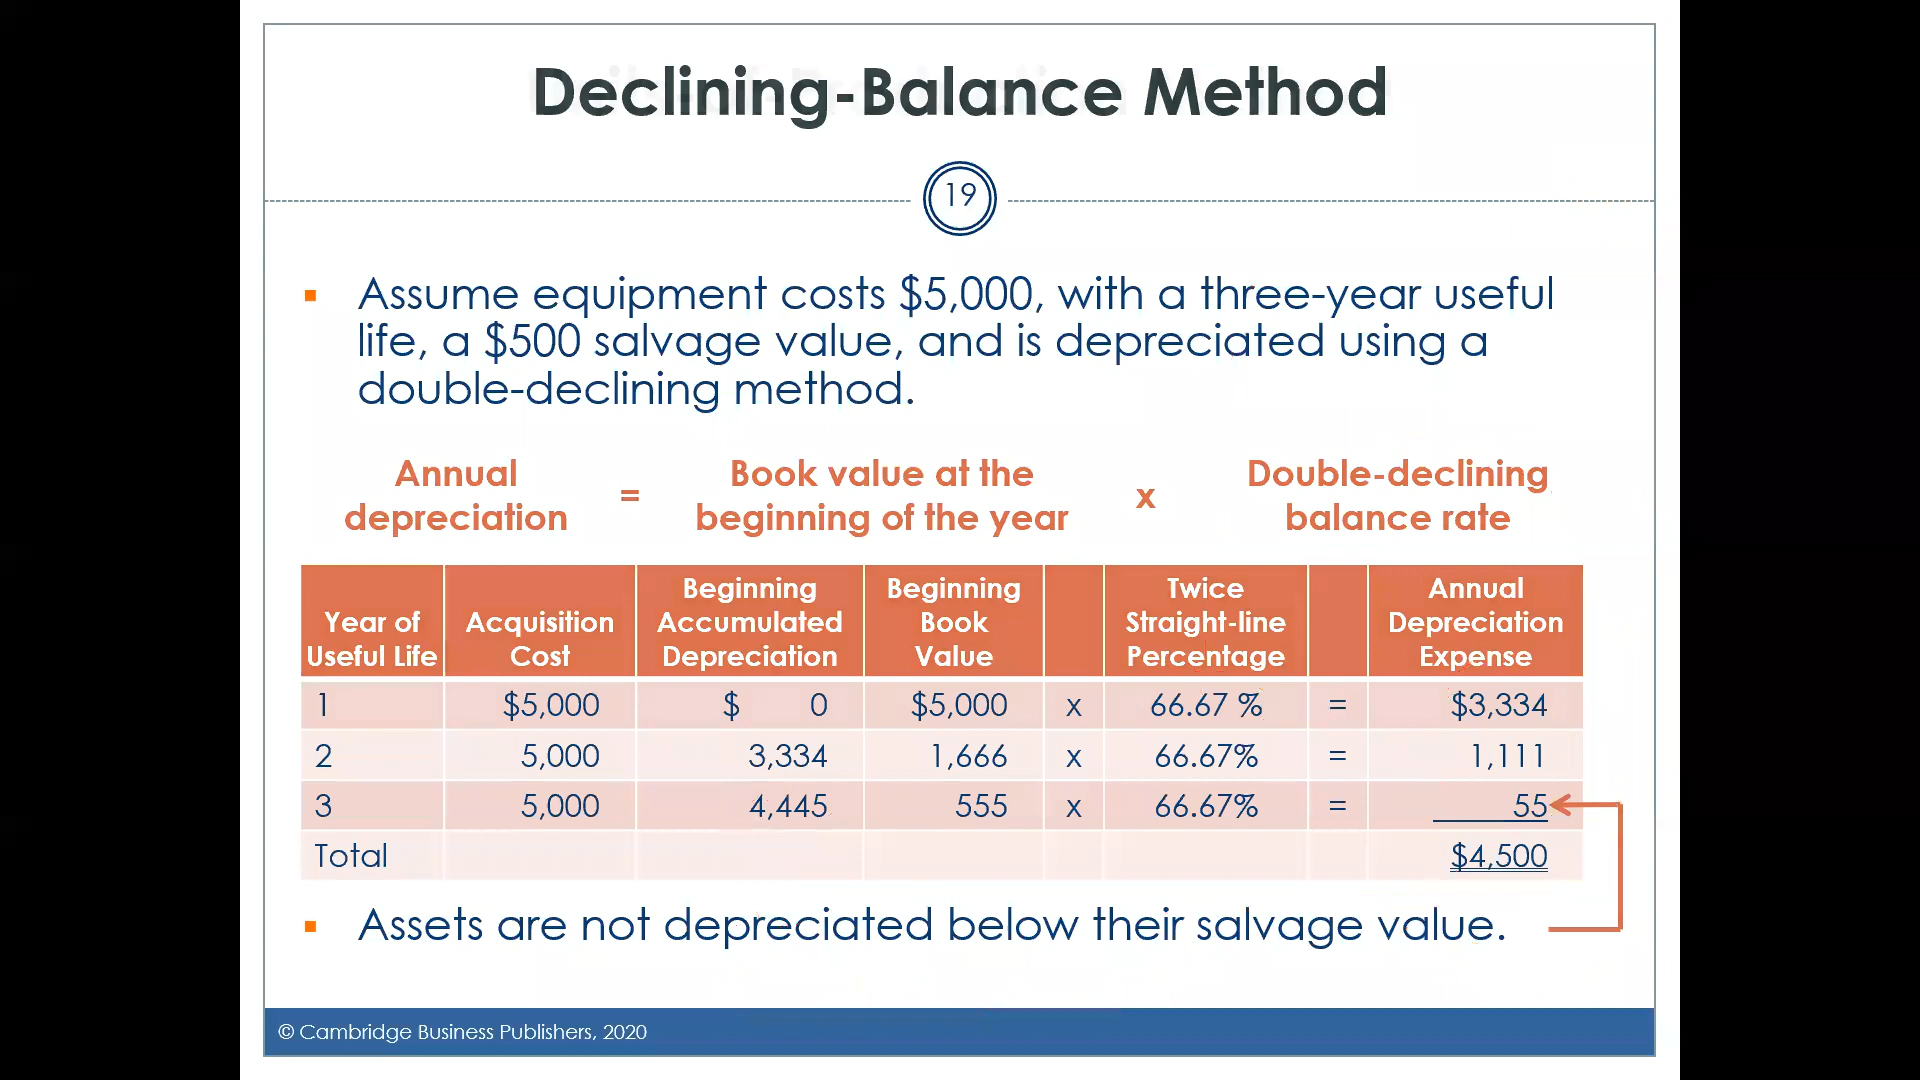 Declining-Balance Method
19
▪ Assume equipment costs $5,000, with a three-year useful
life, a $500 salvage value, and is depreciated using a
double-declining method.
Annual depreciation = Book value at the beginning of the year x Double-declining balance rate
Year of Useful Life Acquisition Cost Beginning Accumulated Depreciation Beginning Book Value Twice Straight-line Percentage Annual Depreciation Expense
1 $5,000 $ 0 $5,000 x 66.67 % = $3,334
2 5,000 3,334 1,666 x 66.67% = 1,111
3 5,000 4,445 555 x 66.67% = 55
Total $4,500
▪ Assets are not depreciated below their salvage value.
© Cambridge Business Publishers, 2020